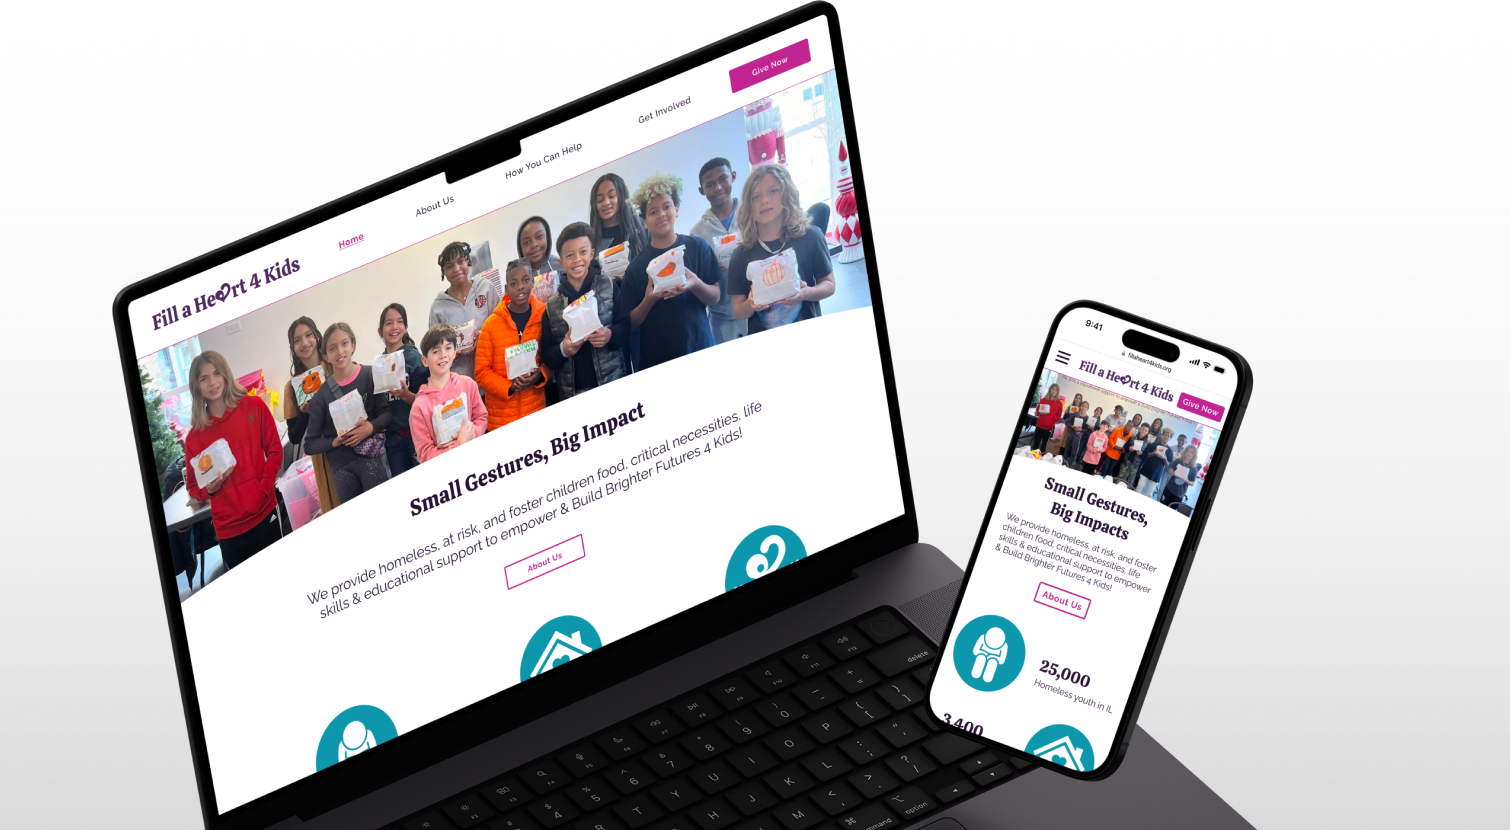 Give Now
Get Involved
How You Can Help
About Us
Home
Fill a Heart 4 Kids
Small Gestures, Big Impact
We provide homeless, at risk, and foster children food, critical necessities, life
skills & educational support to empower & Build Brighter Futures 4 Kids!
About Us
9:41
fillaheart4kids.org
Fill a Heart 4 Kids
Give Now
Small Gestures,
Big Impacts
We provide homeless, at risk, and foster
children food, critical necessities, life
skills & educational support to empower
& Build Brighter Futures 4 Kids!
About Us
25,000
Homeless youth in IL
3,400
delete
option
command